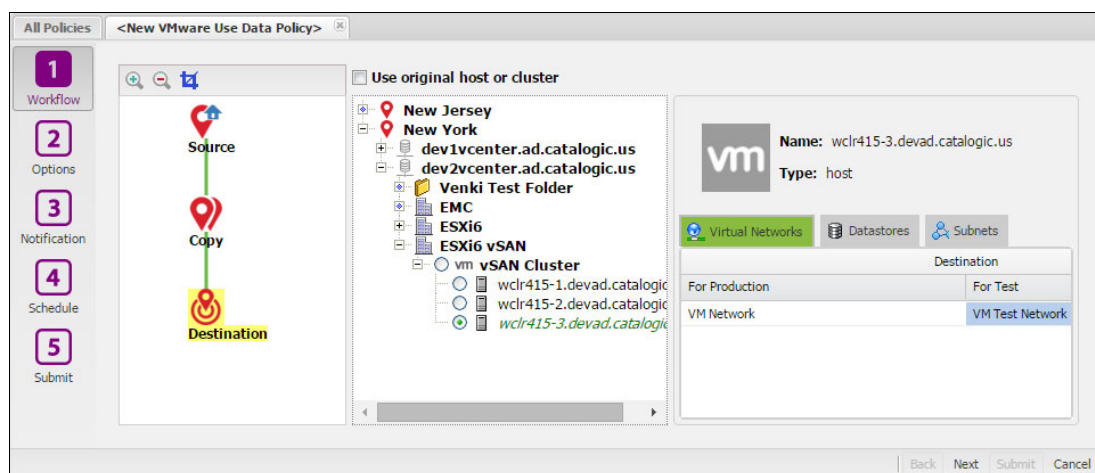 All Policies
<New VMware Use Data Policy>
1
Workflow
2
Options
3
Notification
4
Schedule
5
Submit
Source
Copy
Destination
Use original host or cluster
New Jersey
New York
dev1vcenter.ad.catalogic.us
dev2vcenter.ad.catalogic.us
Venki Test Folder
EMC
ESXi6
ESXi6 vSAN
vm vSAN Cluster
wclr415-1.devad.catalogic
wclr415-2.devad.catalogic
wclr415-3.devad.catalogic
vm
Name: wclr415-3.devad.catalogic.us
Type: host
Virtual Networks Datastores Subnets
Destination
For Production For Test
VM Network VM Test Network
Back Next Submit Cancel